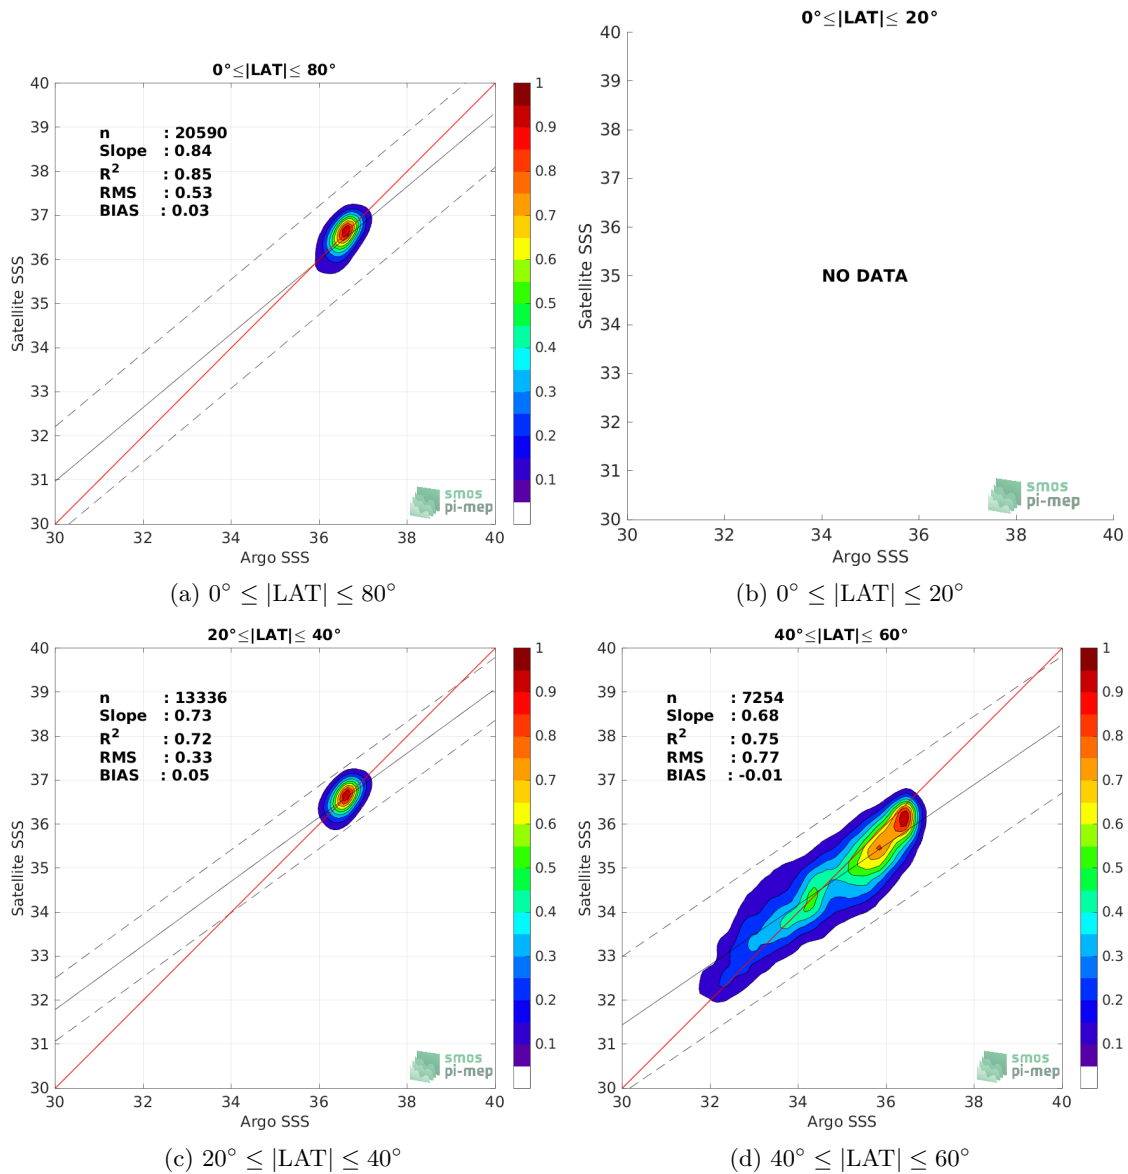 0°≤|LAT|≤ 80°
40
39
38
37
36
35
34
33
32
31
30
Satellite SSS
n : 20590
Slope : 0.84
R² : 0.85
RMS : 0.53
BIAS : 0.03
smos
pi-mep
30 32 34 36 38 40
Argo SSS
1
0.9
0.8
0.7
0.6
0.5
0.4
0.3
0.2
0.1
(a) 0° ≤ |LAT| ≤ 80°
0°≤|LAT|≤ 20°
40
39
38
37
36
35
34
33
32
31
30
Satellite SSS
NO DATA
smos
pi-mep
30 32 34 36 38 40
Argo SSS
(b) 0° ≤ |LAT| ≤ 20°
20°≤|LAT|≤ 40°
40
39
38
37
36
35
34
33
32
31
30
Satellite SSS
n : 13336
Slope : 0.73
R² : 0.72
RMS : 0.33
BIAS : 0.05
smos
pi-mep
30 32 34 36 38 40
Argo SSS
1
0.9
0.8
0.7
0.6
0.5
0.4
0.3
0.2
0.1
(c) 20° ≤ |LAT| ≤ 40°
40°≤|LAT|≤ 60°
40
39
38
37
36
35
34
33
32
31
30
Satellite SSS
n : 7254
Slope : 0.68
R² : 0.75
RMS : 0.77
BIAS : -0.01
smos
pi-mep
30 32 34 36 38 40
Argo SSS
1
0.9
0.8
0.7
0.6
0.5
0.4
0.3
0.2
0.1
(d) 40° ≤ |LAT| ≤ 60°